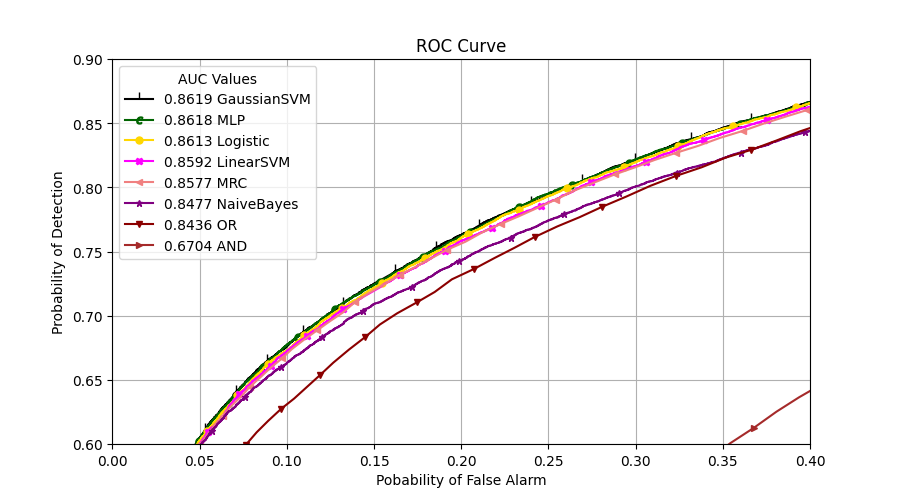 ROC Curve
0.90
0.85
0.80
0.75
0.70
0.65
0.60
Probability of Detection
AUC Values
0.8619 GaussianSVM
0.8618 MLP
0.8613 Logistic
0.8592 LinearSVM
0.8577 MRC
0.8477 NaiveBayes
0.8436 OR
0.6704 AND
0.00 0.05 0.10 0.15 0.20 0.25 0.30 0.35 0.40
Pobability of False Alarm